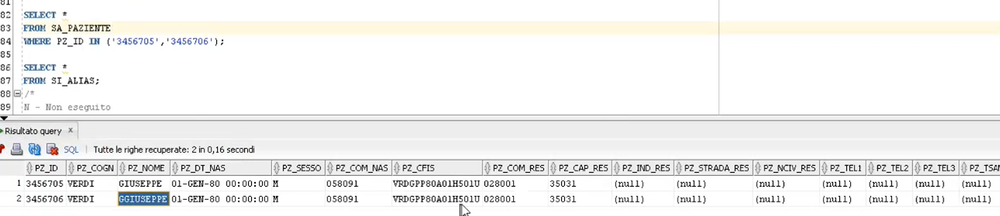 81
82 SELECT *
83 FROM SA_PAZIENTE
84 WHERE PZ_ID IN ('3456705','3456706');
85
86 SELECT *
87 FROM SI_ALIAS;
88 /*
89 N - Non eseguito
Risultato query x
SQL | Tutte le righe recuperate: 2 in 0,16 secondi
PZ_ID PZ_COGN PZ_NOME PZ_DT_NAS PZ_SESSO PZ_COM_NAS PZ_CFIS PZ_COM_RES PZ_CAP_RES PZ_IND_RES PZ_STRADA_RES PZ_NCIV_RES PZ_TEL1 PZ_TEL2 PZ_TEL3 PZ_TSAN
1 3456705 VERDI GIUSEPPE 01-GEN-80 00:00:00 M 058091 VRDGPP80A01H501U 028001 35031 (null) (null) (null) (null) (null) (null) (null)
2 3456706 VERDI GGIUSEPPE 01-GEN-80 00:00:00 M 058091 VRDGPP80A01H501U 028001 35031 (null) (null) (null) (null) (null) (null) (null)